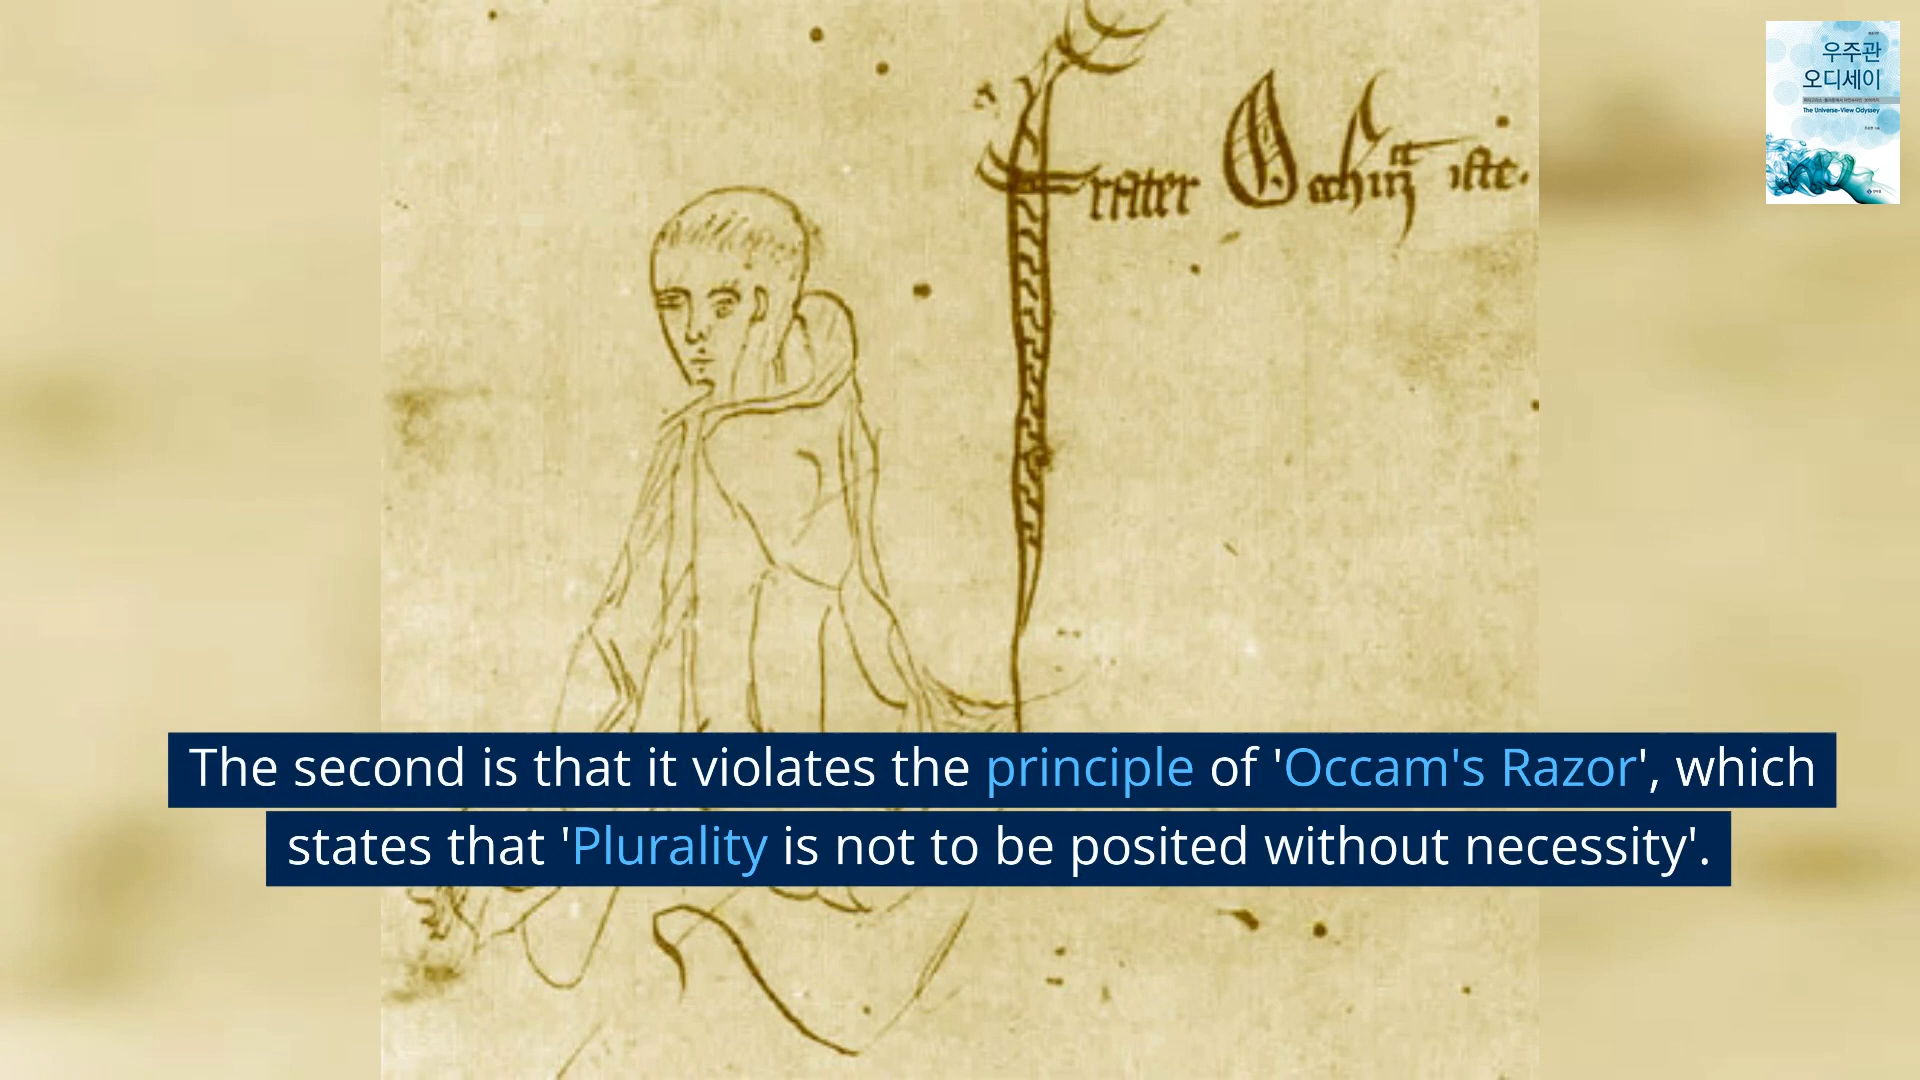 우주관
오디세이
The Universe-View Odyssey
frater Occham iste.
The second is that it violates the principle of 'Occam's Razor', which
states that 'Plurality is not to be posited without necessity'.